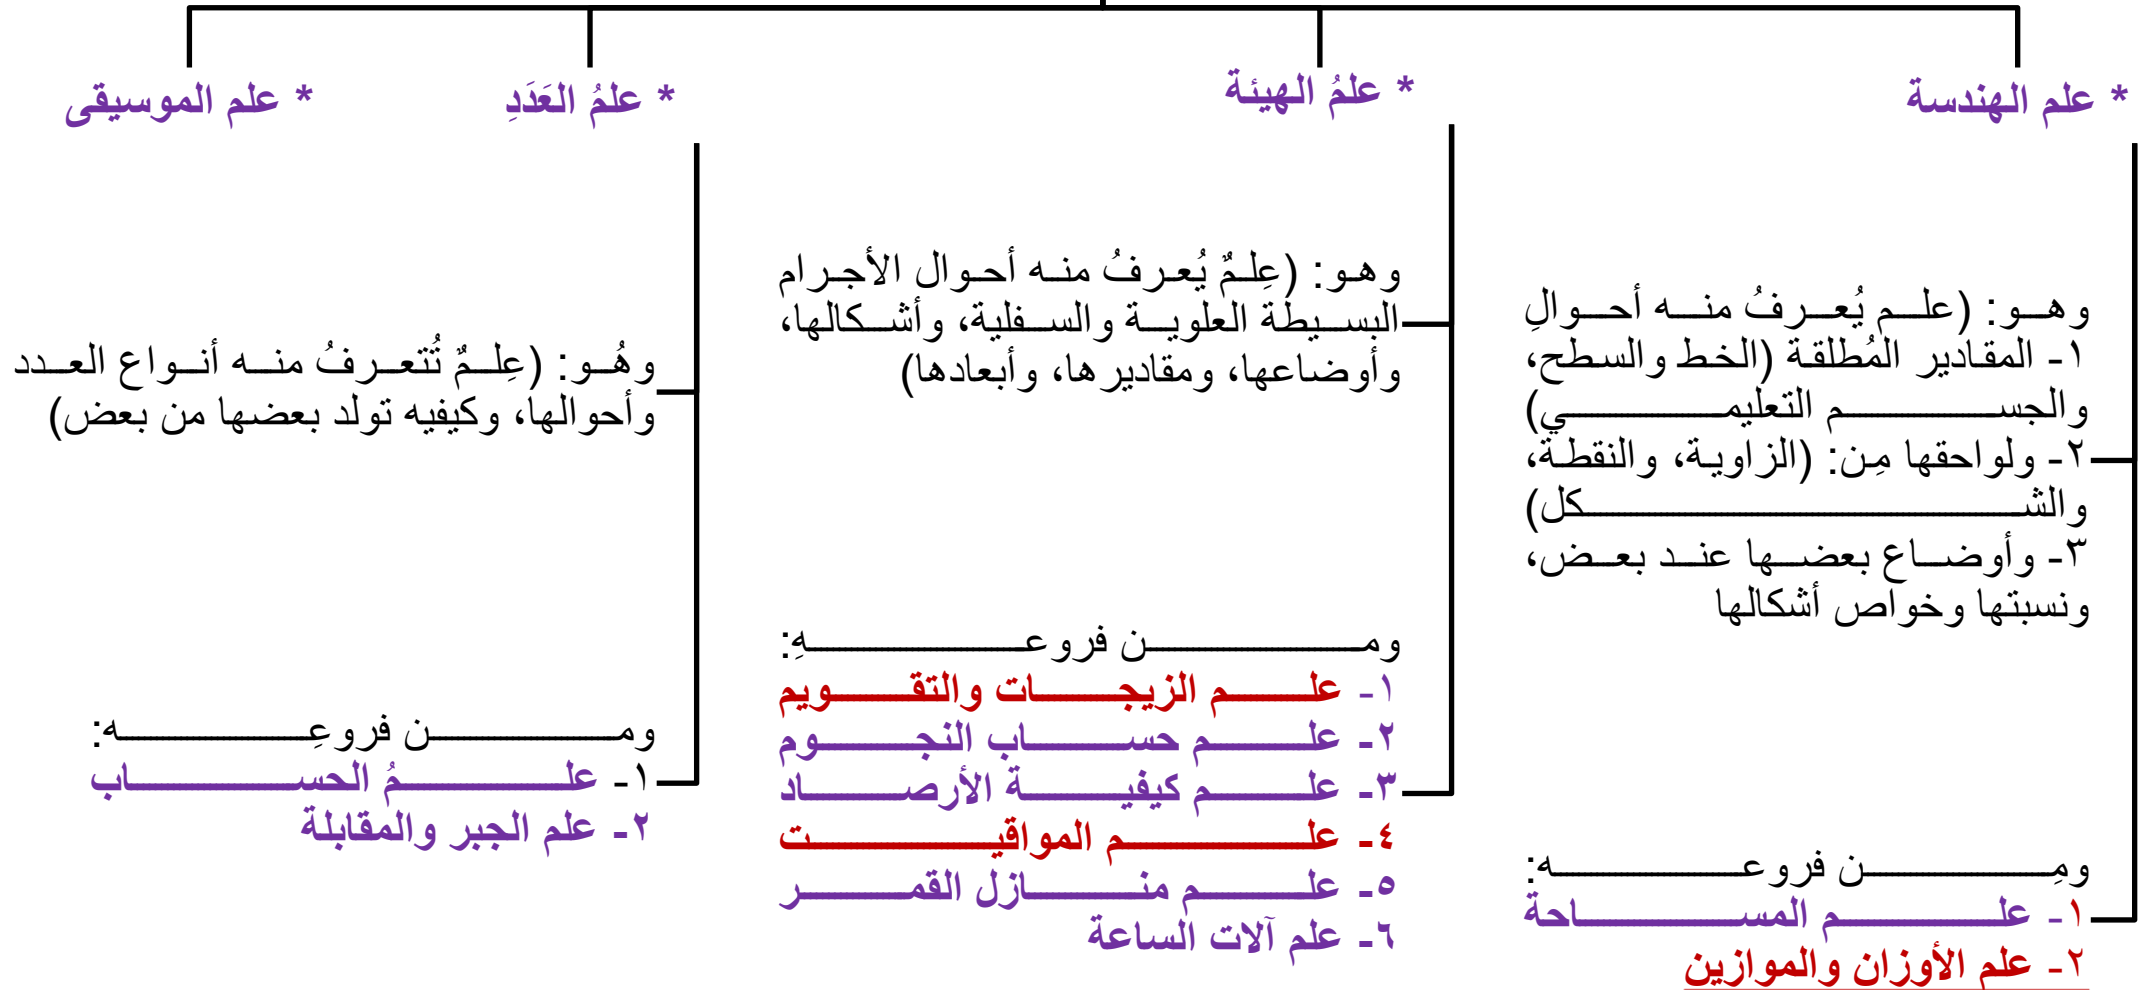 * علم الهندسة
وهو: (علم يُعرفُ منه أحوالِ
١- المقادير المُطلقة (الخط والسطح،
والجسم التعليمي)
٢- ولواحقها مِن: (الزاوية، والنقطة،
والشكل)
٣- وأوضاع بعضها عند بعض،
ونسبتها وخواص أشكالها
ومِن فروعه:
١- علم المساحة
٢- علم الأوزان والموازين
* علمُ الهيئة
وهو: (عِلمٌ يُعرفُ منه أحوال الأجرام
البسيطة العلوية والسفلية، وأشكالها،
وأوضاعها، ومقاديرها، وأبعادها)
ومن فروعهِ:
١- علم الزيجات والتقويم
٢- علم حساب النجوم
٣- علم كيفية الأرصاد
٤- علم المواقيت
٥- علم منازل القمر
٦- علم آلات الساعة
* علمُ العَدَدِ
وهُو: (عِلمٌ تُتعرفُ منه أنواع العدد
وأحوالها، وكيفيه تولد بعضها من بعض)
ومن فروعِه:
١- علمُ الحساب
٢- علم الجبر والمقابلة
* علم الموسيقى